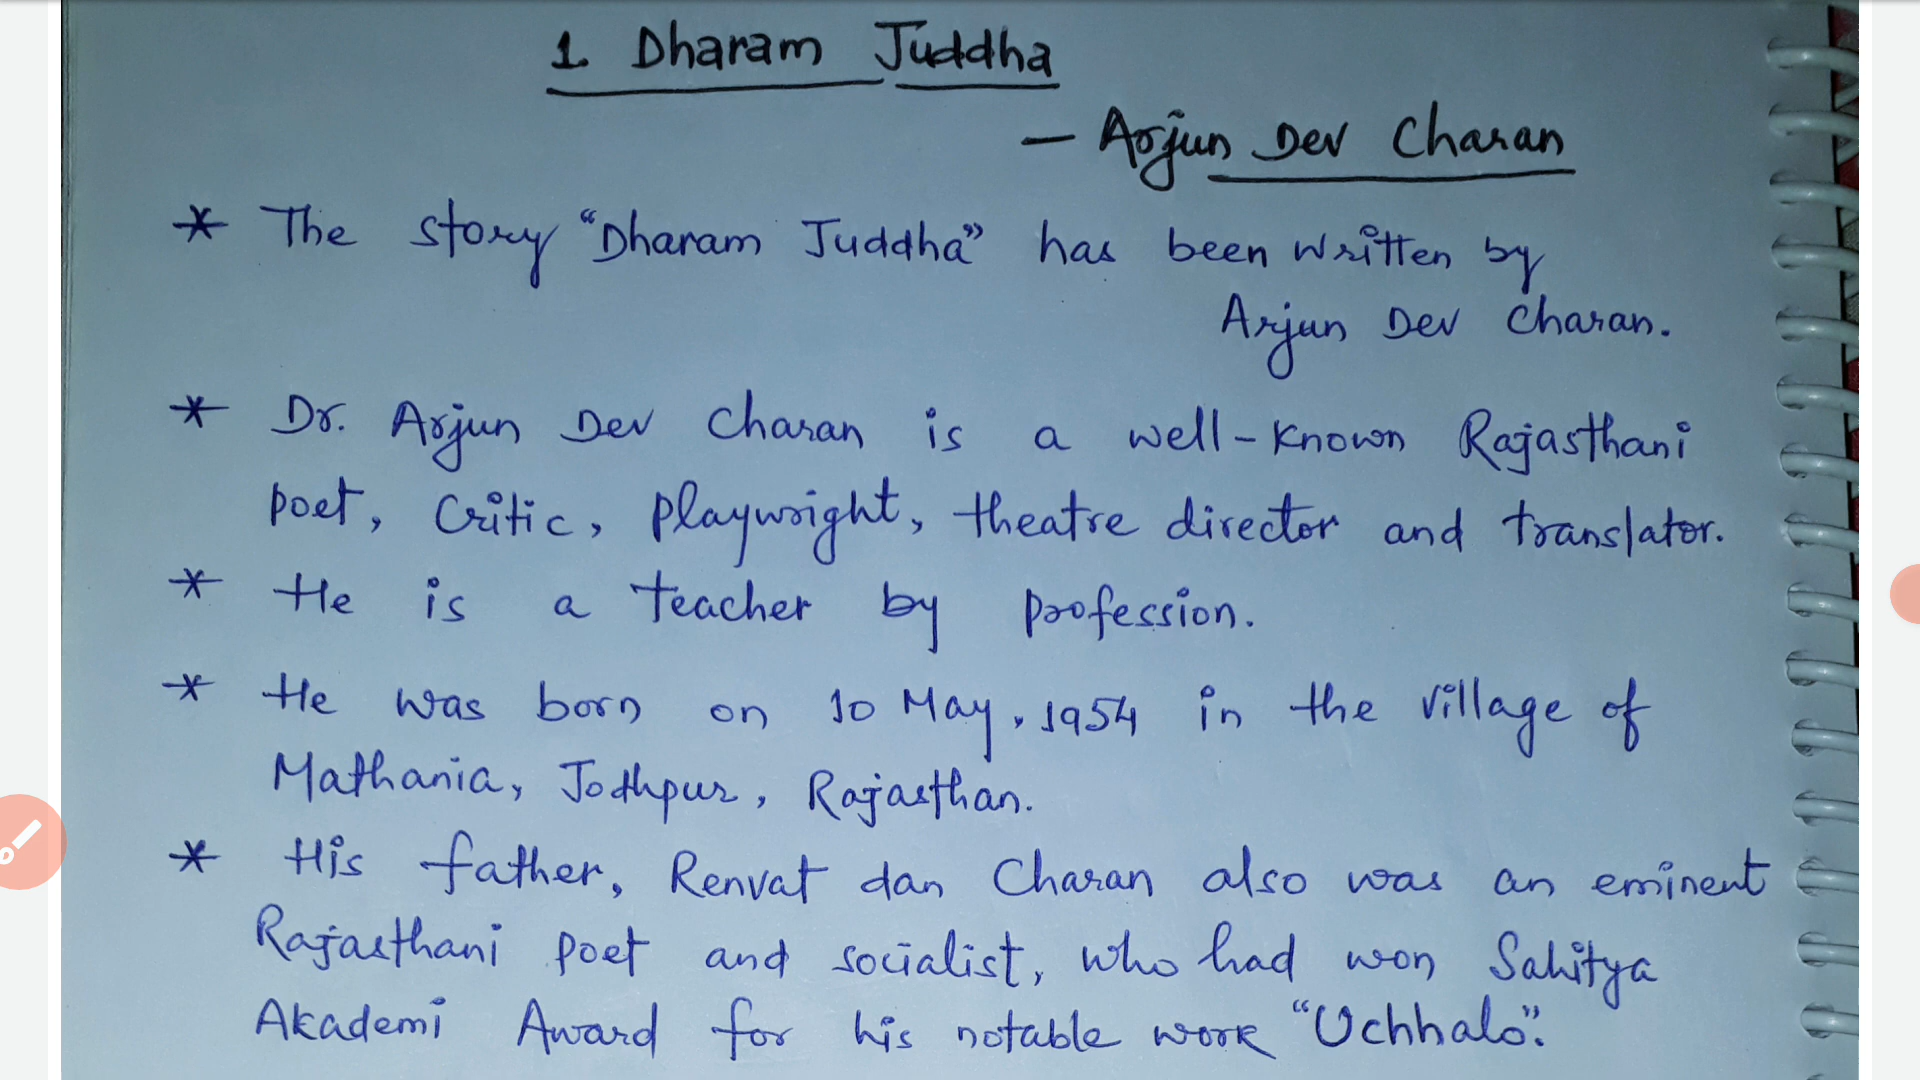 1. Dharam Juddha
— Arjun Dev Charan
* The story "Dharam Juddha" has been written by
Arjun Dev Charan.
* Dr. Arjun Dev Charan is a well-known Rajasthani
poet, critic, playwright, theatre director and translator.
* He is a teacher by profession.
* He was born on 10 May, 1954 in the village of
Mathania, Jodhpur, Rajasthan.
* His father, Renvat dan Charan also was an eminent
Rajasthani poet and socialist, who had won Sahitya
Akademi Award for his notable work "Uchhalo".